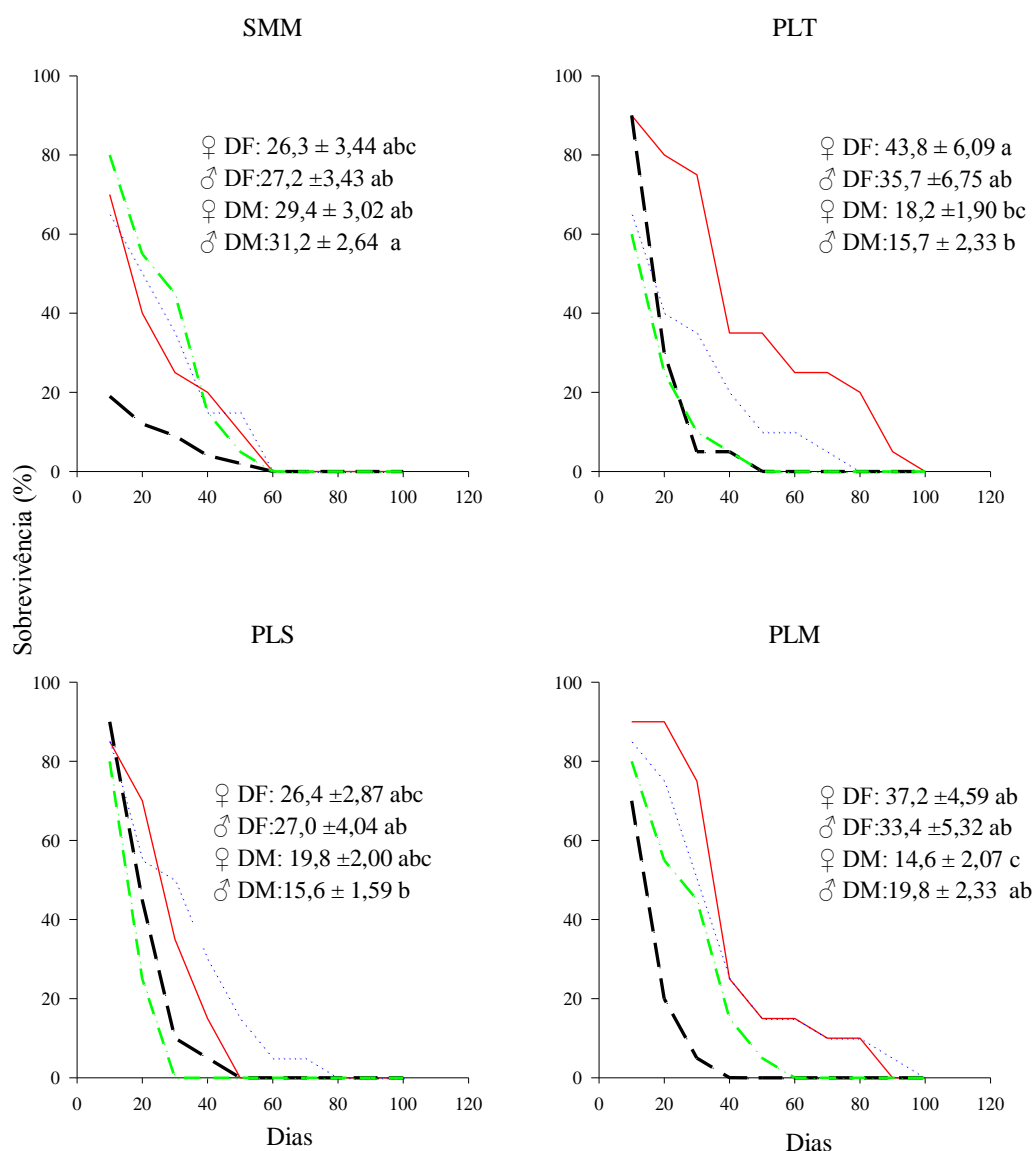 SMM
100
80
60
40
20
0
0 20 40 60 80 100 120
♀ DF: 26,3 ± 3,44 abc
♂ DF:27,2 ±3,43 ab
♀ DM: 29,4 ± 3,02 ab
♂ DM:31,2 ± 2,64 a
PLT
100
80
60
40
20
0
0 20 40 60 80 100 120
♀ DF: 43,8 ± 6,09 a
♂ DF:35,7 ±6,75 ab
♀ DM: 18,2 ±1,90 bc
♂ DM:15,7 ± 2,33 b
Sobrevivência (%)
PLS
100
80
60
40
20
0
0 20 40 60 80 100 120
♀ DF: 26,4 ±2,87 abc
♂ DF:27,0 ±4,04 ab
♀ DM: 19,8 ±2,00 abc
♂ DM:15,6 ± 1,59 b
Dias
PLM
100
80
60
40
20
0
0 20 40 60 80 100 120
♀ DF: 37,2 ±4,59 ab
♂ DF:33,4 ±5,32 ab
♀ DM: 14,6 ± 2,07 c
♂ DM:19,8 ± 2,33 ab
Dias